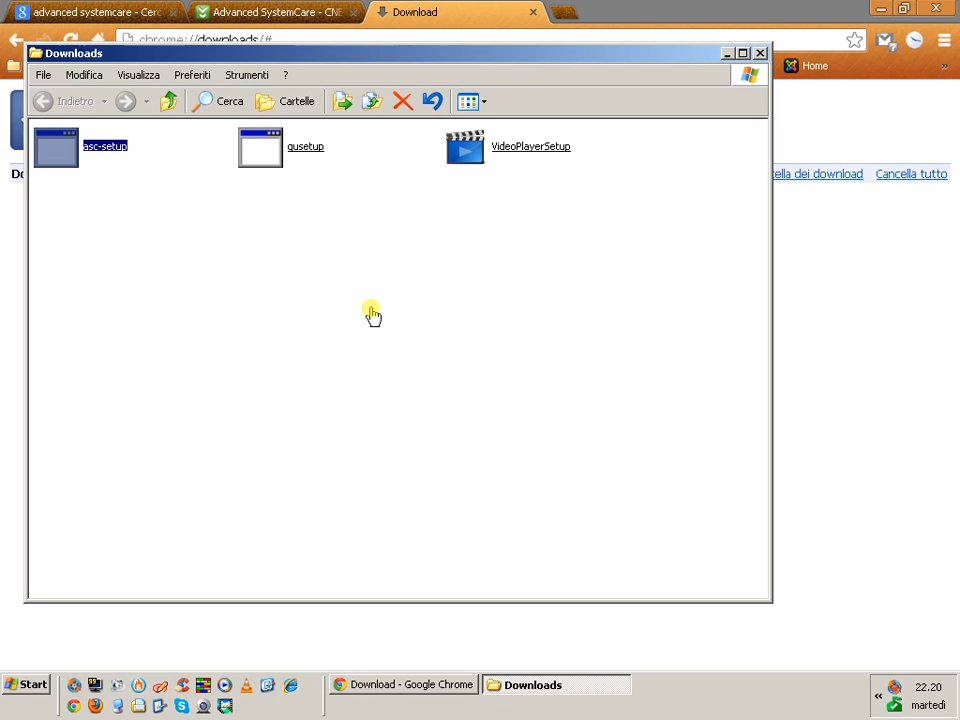 advanced systemcare - Cerc
Advanced SystemCare - CNE
Download
chrome://downloads/#
Home
Downloads
File Modifica Visualizza Preferiti Strumenti ?
Indietro Cerca Cartelle
asc-setup gusetup VideoPlayerSetup
Do
ella dei download Cancella tutto
Start
Download - Google Chrome
Downloads
«
22.20
martedì